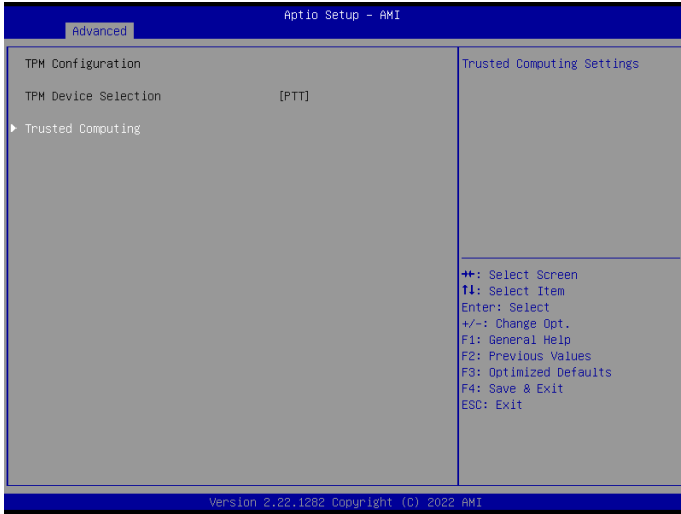 Aptio Setup - AMI
Advanced
TPM Configuration
TPM Device Selection [PTT]
Trusted Computing
Trusted Computing Settings
→←: Select Screen
↑↓: Select Item
Enter: Select
+/-: Change Opt.
F1: General Help
F2: Previous Values
F3: Optimized Defaults
F4: Save & Exit
ESC: Exit
Version 2.22.1282 Copyright (C) 2022 AMI